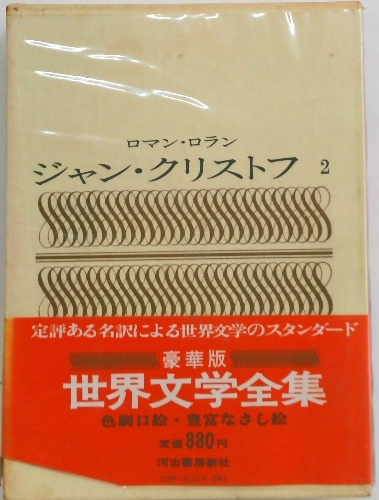 ロマン・ロラン
ジャン・クリストフ 2
定評ある名訳による世界文学のスタンダード
豪華版
世界文学全集
色刷口絵・豊富なさし絵
定価880円
河出書房新社